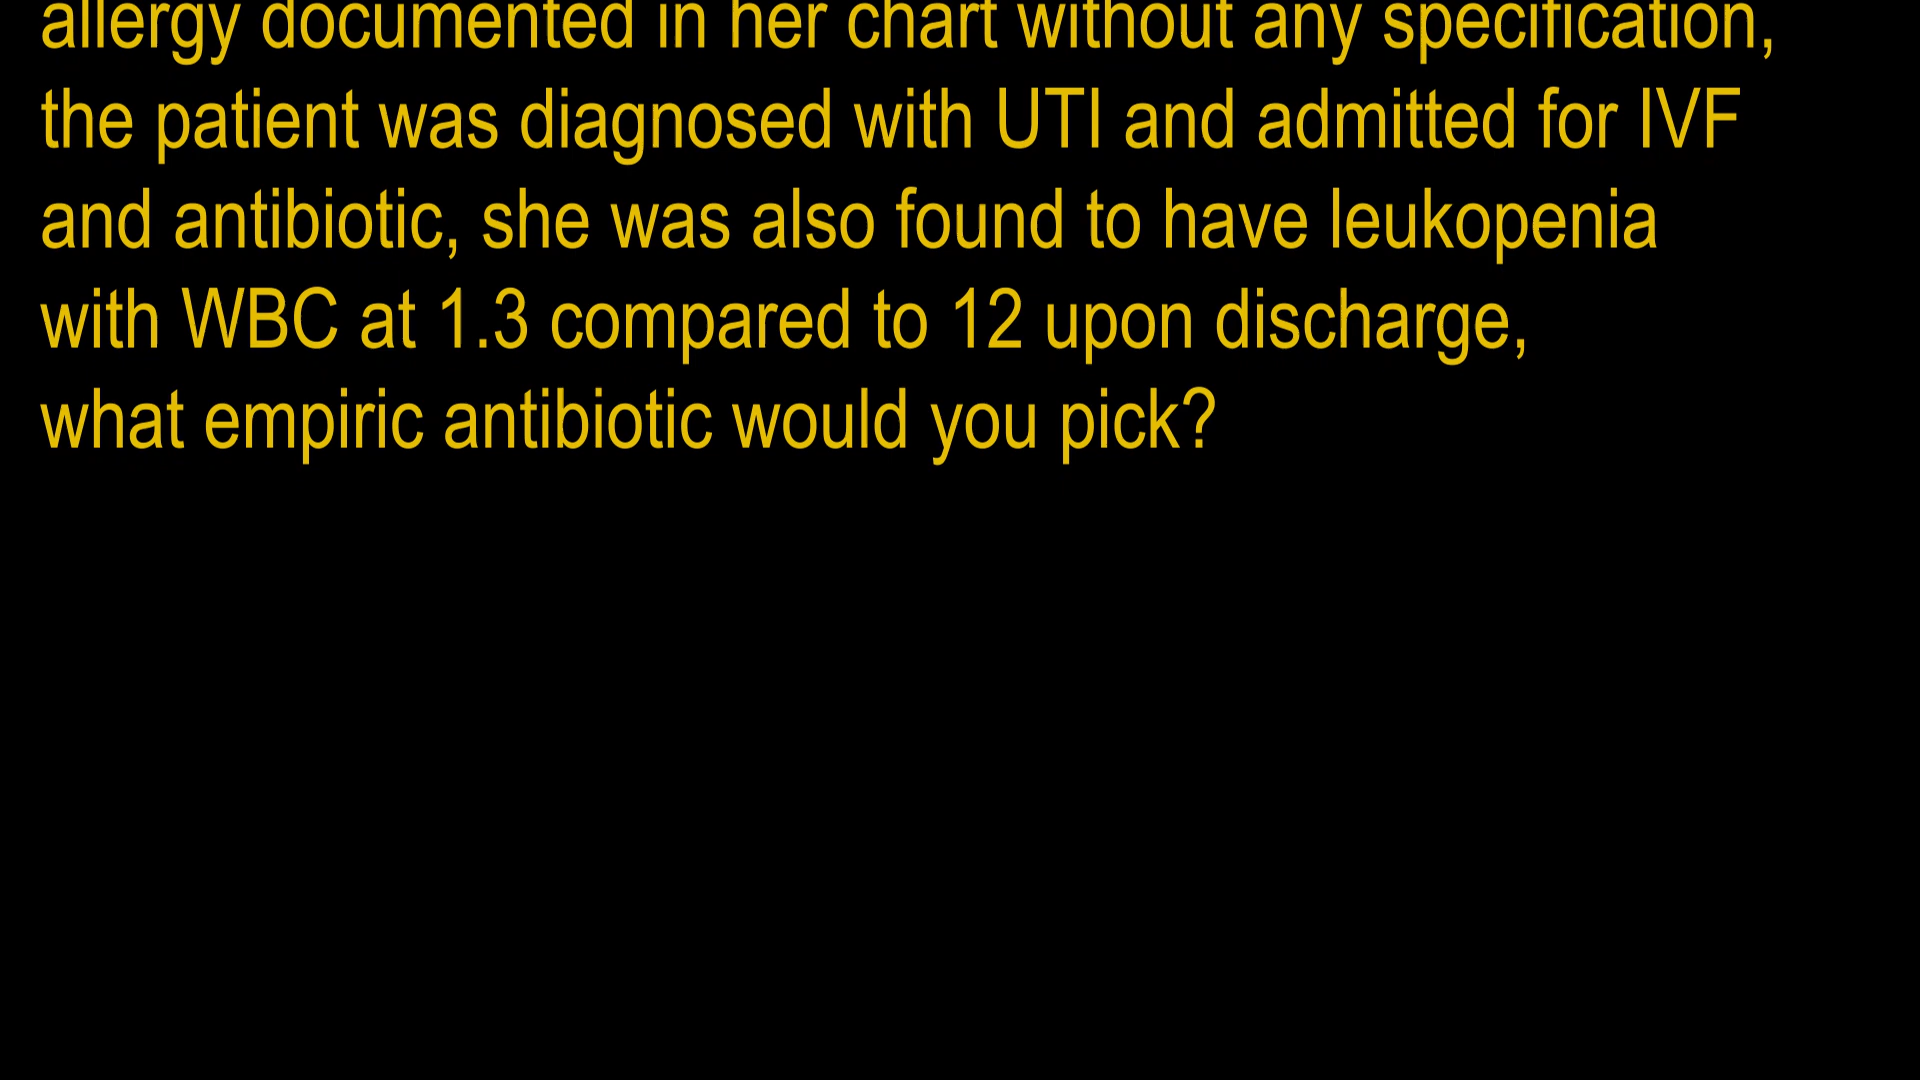 allergy documented in her chart without any specification,
the patient was diagnosed with UTI and admitted for IVF
and antibiotic, she was also found to have leukopenia
with WBC at 1.3 compared to 12 upon discharge,
what empiric antibiotic would you pick?